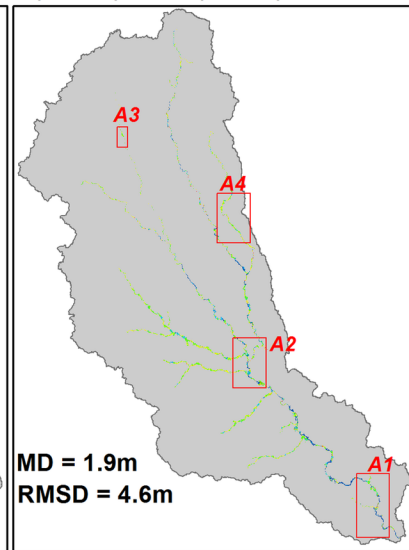 A3
A4
A2
MD = 1.9m
A1
RMSD = 4.6m